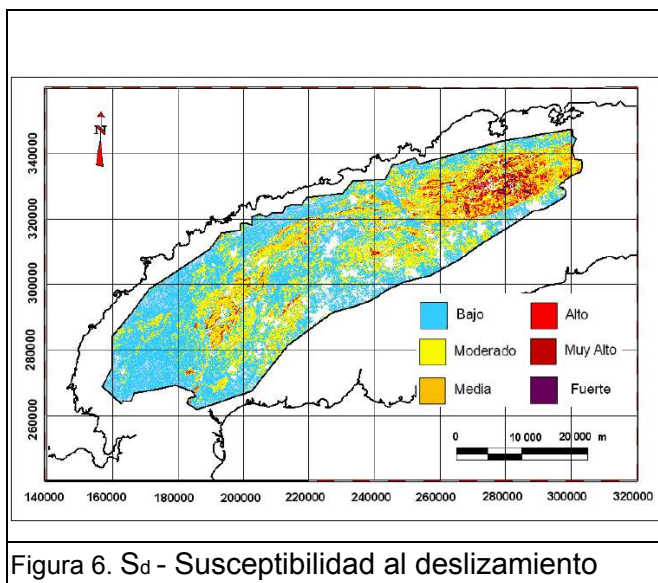 N
340000
320000
300000
280000
260000
Bajo
Moderado
Media
Alto
Muy Alto
Fuerte
0 10 000 20 000 m
140000 160000 180000 200000 220000 240000 260000 280000 300000 320000
Figura 6. Sd - Susceptibilidad al deslizamiento